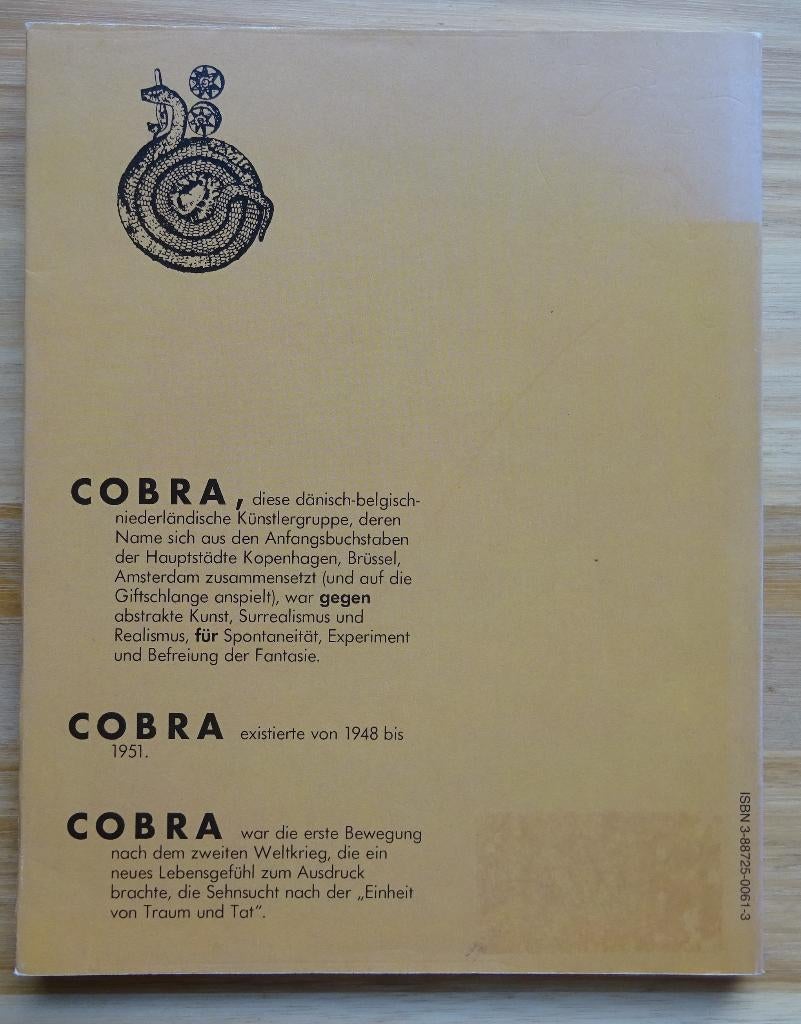 COBRA, diese dänisch-belgisch-
niederländische Künstlergruppe, deren
Name sich aus den Anfangsbuchstaben
der Hauptstädte Kopenhagen, Brüssel,
Amsterdam zusammensetzt (und auf die
Giftschlange anspielt), war gegen
abstrakte Kunst, Surrealismus und
Realismus, für Spontaneität, Experiment
und Befreiung der Fantasie.
COBRA existierte von 1948 bis
1951.
COBRA war die erste Bewegung
nach dem zweiten Weltkrieg, die ein
neues Lebensgefühl zum Ausdruck
brachte, die Sehnsucht nach der „Einheit
von Traum und Tat“.
ISBN 3-88725-0061-3